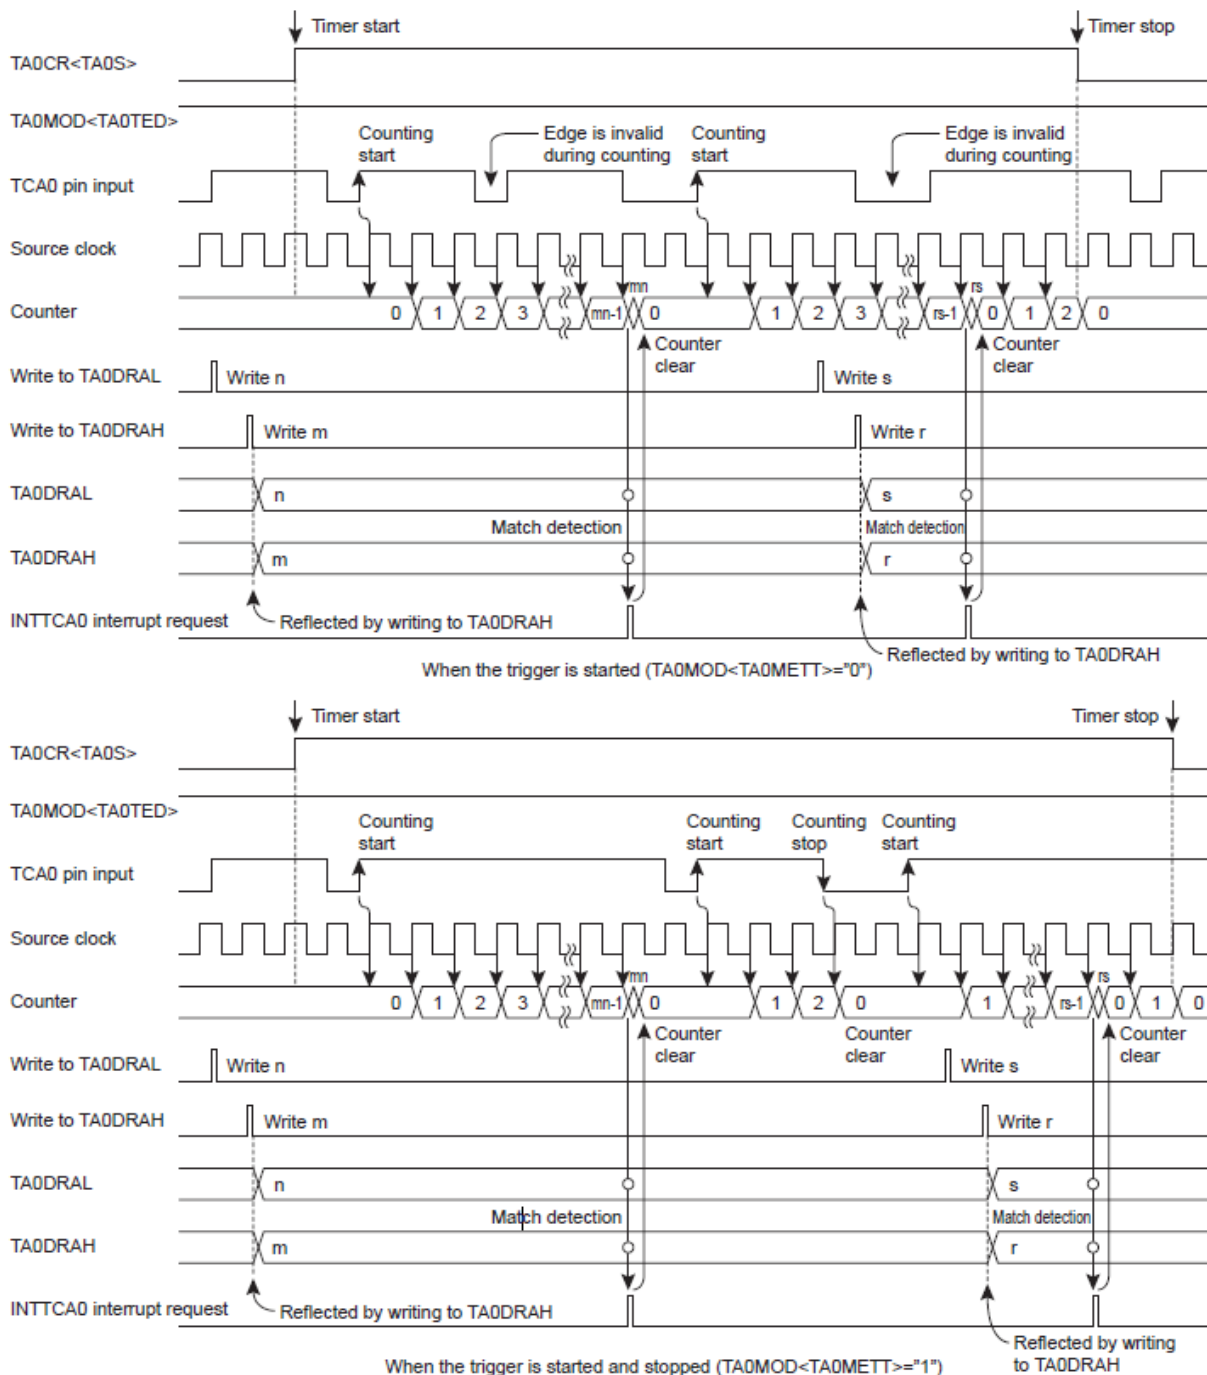 Timer start
Timer stop
TA0CR<TA0S>
TA0MOD<TA0TED>
Counting start
Edge is invalid during counting
Counting start
Edge is invalid during counting
TCA0 pin input
Source clock
mn
rs
Counter
0 1 2 3 mn-1 0 1 2 3 rs-1 0 1 2 0
Counter clear
Counter clear
Write to TA0DRAL
Write n
Write s
Write to TA0DRAH
Write m
Write r
TA0DRAL
n
s
Match detection
Match detection
TA0DRAH
m
r
INTTCA0 interrupt request
Reflected by writing to TA0DRAH
Reflected by writing to TA0DRAH
When the trigger is started (TA0MOD<TA0METT>="0")
Timer start
Timer stop
TA0CR<TA0S>
TA0MOD<TA0TED>
Counting start
Counting start
Counting stop
Counting start
TCA0 pin input
Source clock
mn
rs
Counter
0 1 2 3 mn-1 0 1 2 0 1 rs-1 0 1 0
Counter clear
Counter clear
Counter clear
Write to TA0DRAL
Write n
Write s
Write to TA0DRAH
Write m
Write r
TA0DRAL
n
s
Match detection
Match detection
TA0DRAH
m
r
INTTCA0 interrupt request
Reflected by writing to TA0DRAH
Reflected by writing
to TA0DRAH
When the trigger is started and stopped (TA0MOD<TA0METT>="1")